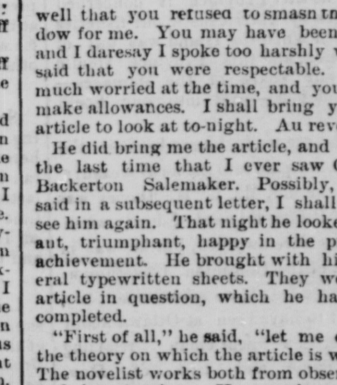 well that you refused to smash
dow for me. You may have been
and I daresay I spoke too harshly
said that you were respectable.
much worried at the time, and you
make allowances. I shall bring y
article to look at to-night. Au rev
He did bring me the article, and
the last time that I ever saw
Backerton Salemaker. Possibly,
said in a subsequent letter, I shall
see him again. That night he looke
ant, triumphant, happy in the p
achievement. He brought with hi
eral typewritten sheets. They we
article in question, which he ha
completed.
"First of all," he said, "let me
the theory on which the article is w
The novelist works both from obse